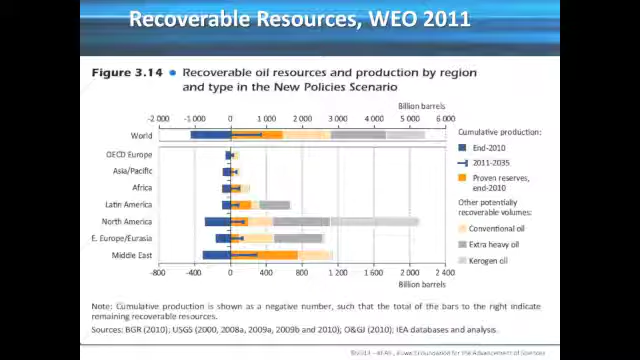 Recoverable Resources, WEO 2011
Figure 3.14 • Recoverable oil resources and production by region
and type in the New Policies Scenario
Billion barrels
-2 000 -1 000 0 1 000 2 000 3 000 4 000 5 000 6 000
World
Cumulative production:
End-2010
2011-2035
Proven reserves,
end-2010
Other potentially
recoverable volumes:
Conventional oil
Extra heavy oil
Kerogen oil
OECD Europe
Asia/Pacific
Africa
Latin America
North America
E. Europe/Eurasia
Middle East
-800 -400 0 400 800 1 200 1 600 2 000 2 400
Billion barrels
Note: Cumulative production is shown as a negative number, such that the total of the bars to the right indicate
remaining recoverable resources.
Sources: BGR (2010); USGS (2000, 2008a, 2009a, 2009b and 2010); O&GJ (2010); IEA databases and analysis.
Foundation for the Advancement of Sciences